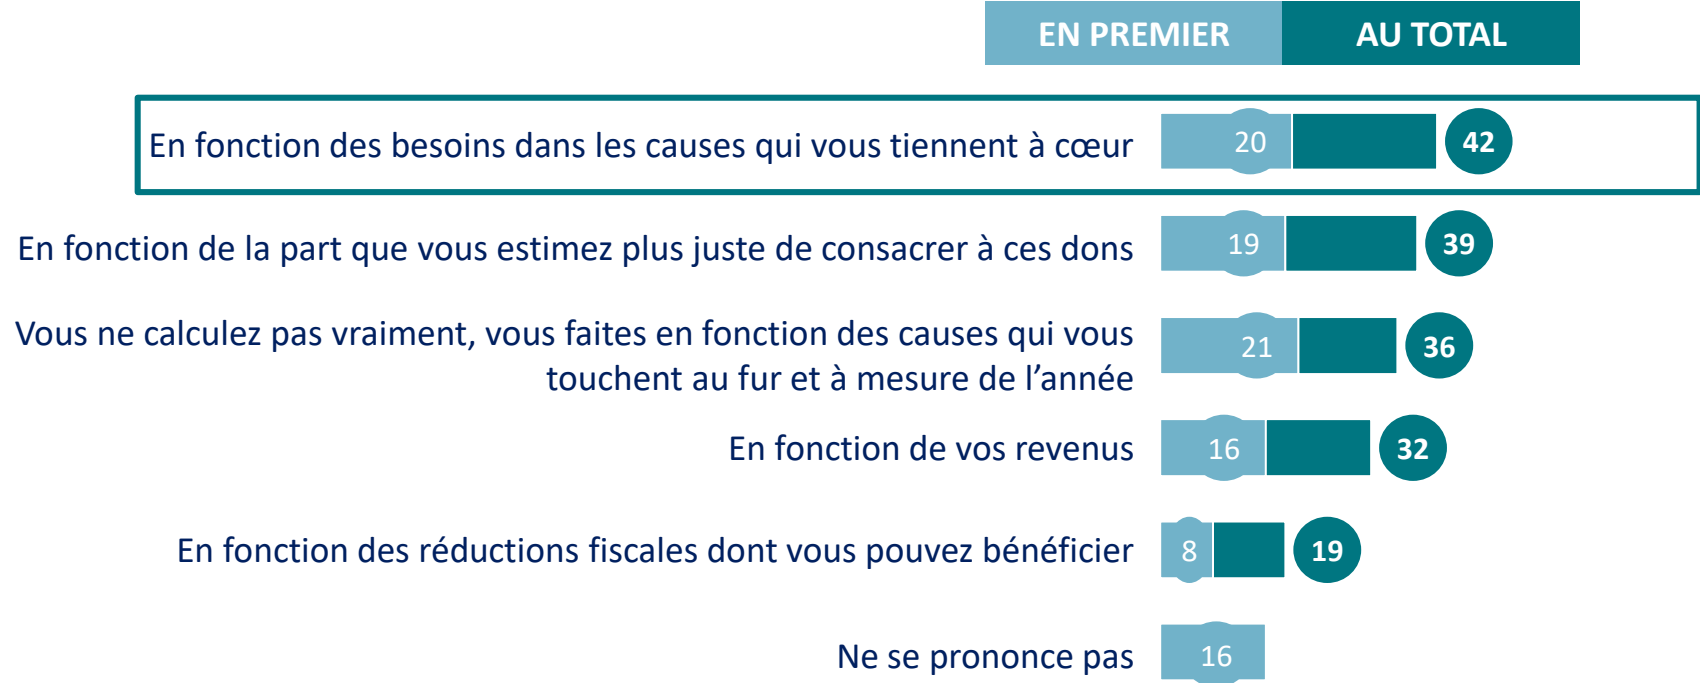 EN PREMIER AU TOTAL
En fonction des besoins dans les causes qui vous tiennent à cœur 20 42
En fonction de la part que vous estimez plus juste de consacrer à ces dons 19 39
Vous ne calculez pas vraiment, vous faites en fonction des causes qui vous
touchent au fur et à mesure de l’année 21 36
En fonction de vos revenus 16 32
En fonction des réductions fiscales dont vous pouvez bénéficier 8 19
Ne se prononce pas 16